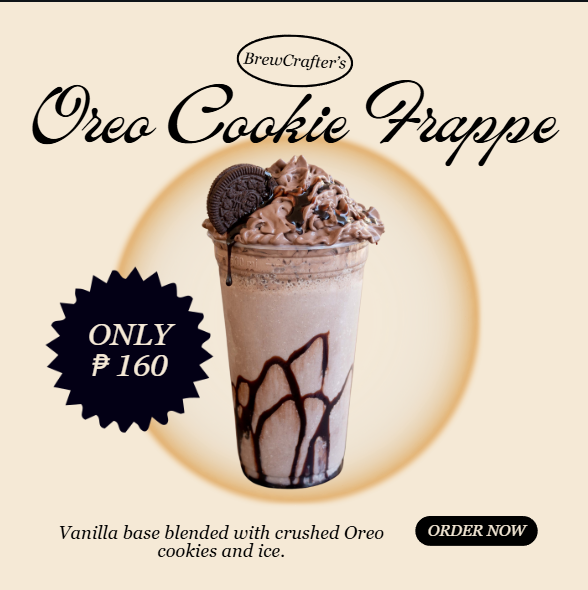 BrewCrafter's
Oreo Cookie Frappe
ONLY
₱ 160
Vanilla base blended with crushed Oreo
cookies and ice.
ORDER NOW